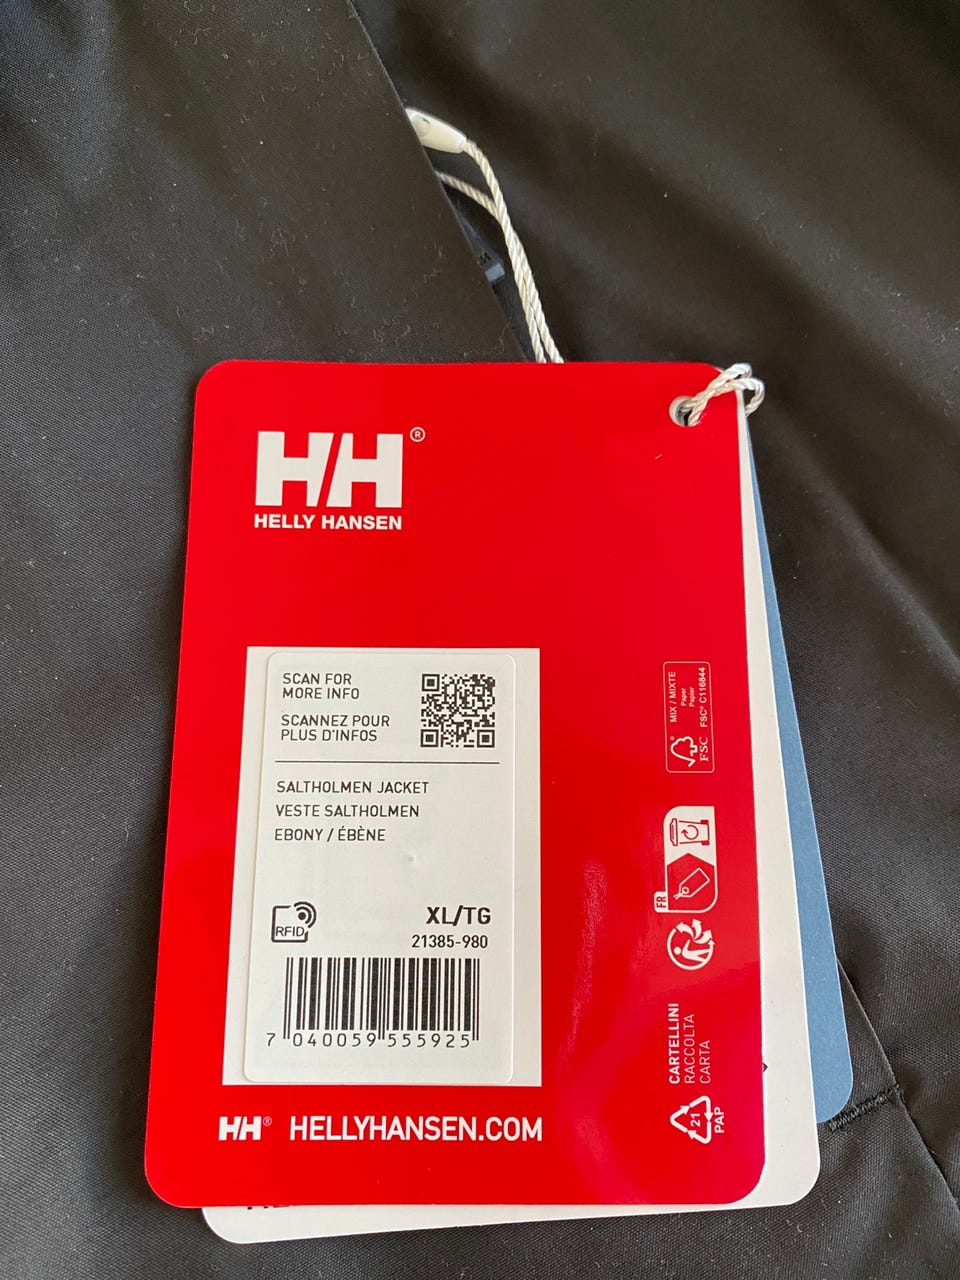 HH®
HELLY HANSEN
SCAN FOR
MORE INFO
SCANNEZ POUR
PLUS D'INFOS
SALTHOLMEN JACKET
VESTE SALTHOLMEN
EBONY / ÉBÈNE
RFID
XL/TG
21385-980
7 040059 555925
HH® HELLYHANSEN.COM
MIX / MIXTE
Paper
Papier
FSC® C116844
FSC
FR
CARTELLINI
RACCOLTA
CARTA
21
PAP